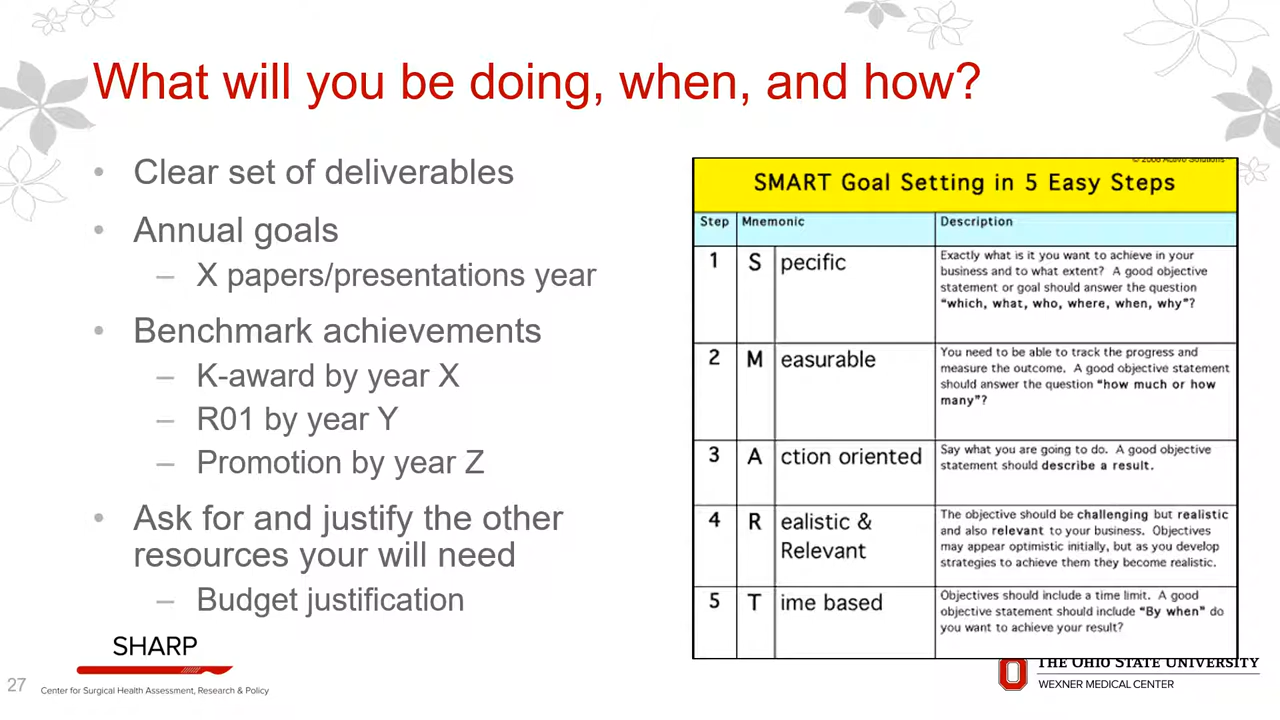 What will you be doing, when, and how?
• Clear set of deliverables
• Annual goals
– X papers/presentations year
• Benchmark achievements
– K-award by year X
– R01 by year Y
– Promotion by year Z
• Ask for and justify the other
resources your will need
– Budget justification
SHARP
27
Center for Surgical Health Assessment, Research & Policy
SMART Goal Setting in 5 Easy Steps
Step Mnemonic Description
1 S pecific
Exactly what is it you want to achieve in your
business and to what extent? A good objective
statement or goal should answer the question
"which, what, who, where, when, why"?
2 M easurable
You need to be able to track the progress and
measure the outcome. A good objective statement
should answer the question "how much or how
many"?
3 A ction oriented
Say what you are going to do. A good objective
statement should describe a result.
4 R ealistic &
Relevant
The objective should be challenging but realistic
and also relevant to your business. Objectives
may appear optimistic initially, but as you develop
strategies to achieve them they become realistic.
5 T ime based
Objectives should include a time limit. A good
objective statement should include "By when" do
you want to achieve your result?
THE OHIO STATE UNIVERSITY
WEXNER MEDICAL CENTER